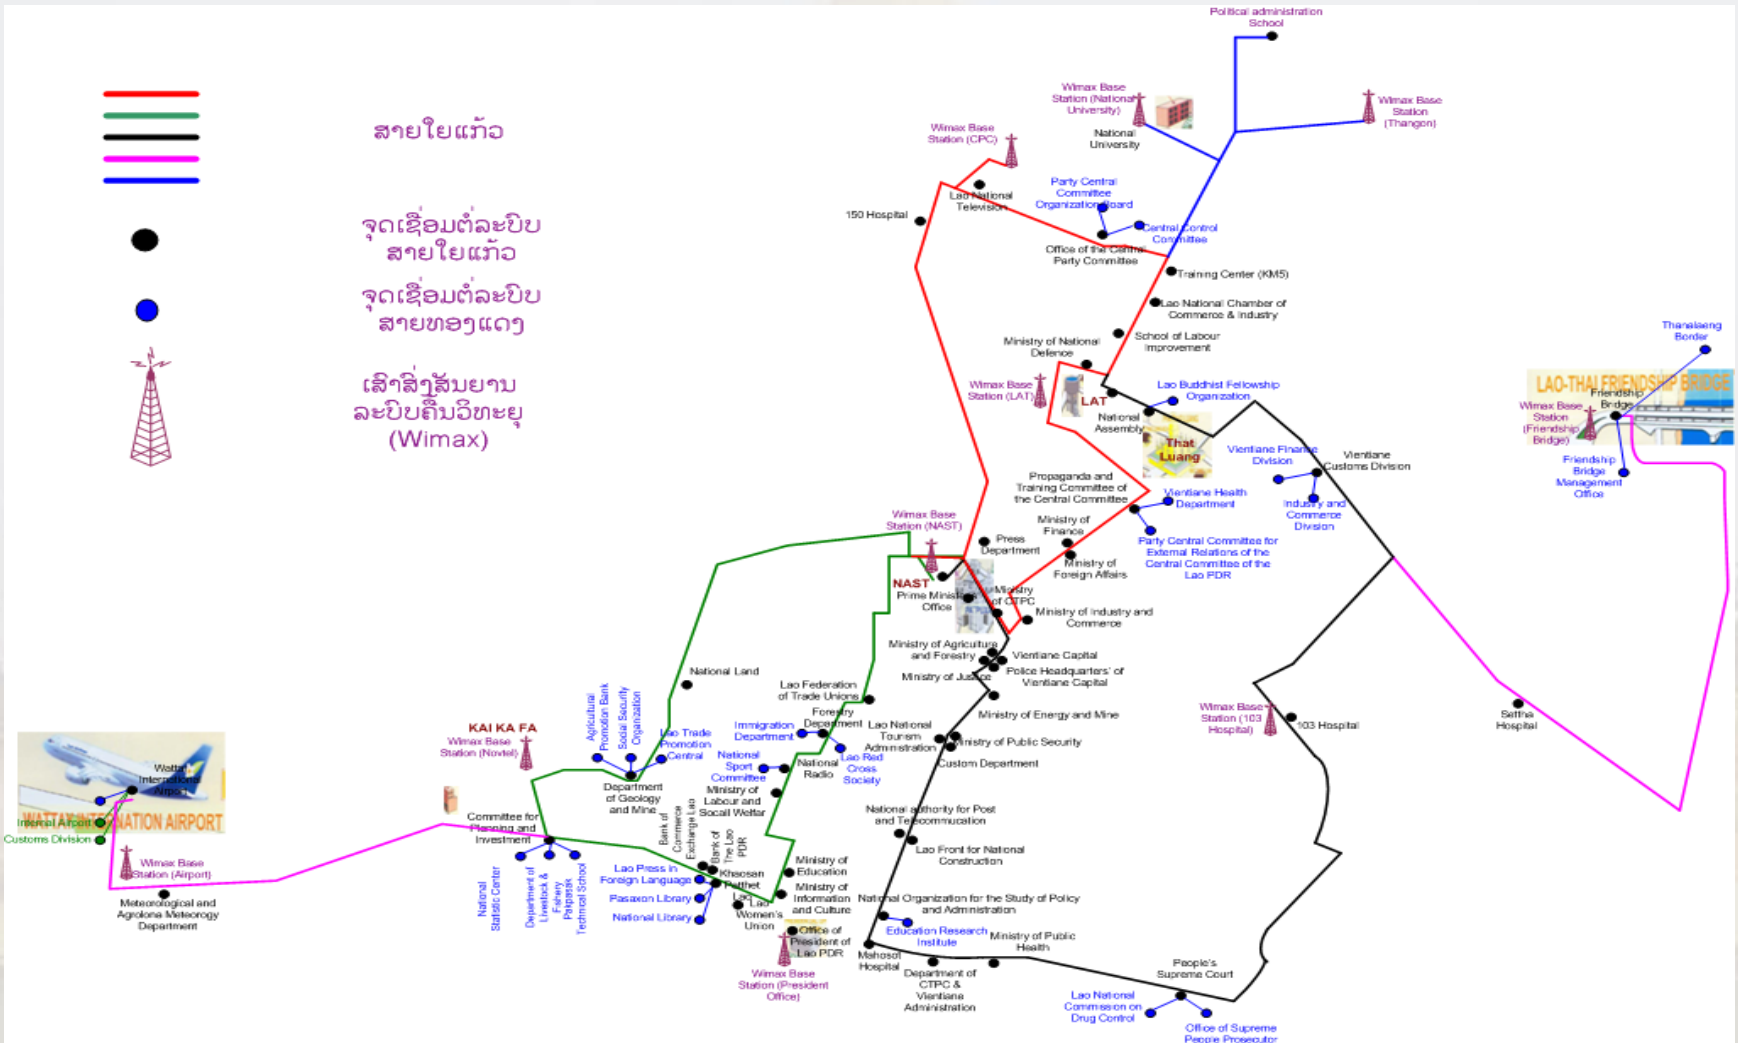 ສາຍໃຍແກ້ວ
ຈຸດເຊື່ອມຕໍ່ລະບົບ
ສາຍໃຍແກ້ວ
ຈຸດເຊື່ອມຕໍ່ລະບົບ
ສາຍທອງແດງ
ເສົາສົ່ງສັນຍານ
ລະບົບຄື້ນວິທະຍຸ
(Wimax)
Political administration
School
Wimax Base
Station (National
University)
National
University
Wimax Base
Station
(Thangon)
Wimax Base
Station (CPC)
Lao National
Television
150 Hospital
Party Central
Committee
Organization Board
Central Control
Committee
Office of the Central
Party Committee
Training Center (KM5)
Lao National Chamber of
Commerce & Industry
School of Labour
Improvement
Ministry of National
Defence
Wimax Base
Station (LAT)
LAT
Lao Buddhist Fellowship
Organization
National
Assembly
That
Luang
Vientiane Finance
Division
Vientiane
Customs Division
Industry and
Commerce
Division
Thanalaeng
Border
LAO-THAI FRIENDSHIP BRIDGE
Friendship
Bridge
Wimax Base
Station
(Friendship
Bridge)
Friendship
Bridge
Management
Office
Propaganda and
Training Committee of
the Central Committee
Vientiane Health
Department
Party Central Committee for
External Relations of the
Central Committee of the
Lao PDR
Ministry of
Finance
Ministry of
Foreign Affairs
Press
Department
Wimax Base
Station (NAST)
NAST
Prime Minister
Office
Ministry
of CTPC
Ministry of Industry and
Commerce
Ministry of Agriculture
and Forestry
Vientiane Capital
Police Headquarters' of
Vientiane Capital
Ministry of Justice
Ministry of Energy and Mine
National Land
Lao Federation
of Trade Unions
Forestry
Department
Immigration
Department
Lao Red
Cross
Society
Lao National
Tourism
Administration
Ministry of Public Security
Custom Department
National
Sport
Committee
National
Radio
Ministry of
Labour and
Socail Welfar
KAI KA FA
Wimax Base
Station (Novtel)
Agricultural
Promotion Bank
Social Security
Organization
Lao Trade
Promotion
Central
Department
of Geology
and Mine
Committee for
Planning and
Investment
National
Statistic Center
Department of
Livestock &
Fishery
Pakpasak
Technical School
Bank of
Commerce
Exchange Lao
Bank of
The Lao
PDR
Lao Press in
Foreign Language
Pasaxon Library
National Library
Khaosan
Patthet
Lao
Lao
Women's
Union
Ministry of
Education
Ministry of
Information
and Culture
Office of
President of
Lao PDR
Wimax Base
Station (President
Office)
National authority for Post
and Telecommucation
Lao Front for National
Construction
National Organization for the Study of Policy
and Administration
Education Research
Institute
Mahosot
Hospital
Department of
CTPC &
Vientiane
Administration
Ministry of Public
Health
People's
Supreme Court
Lao National
Commission on
Drug Control
Office of Supreme
People Prosecutor
Wimax Base
Station (103
Hospital)
103 Hospital
Settha
Hospital
Wattay
International
Airport
Internal Airport
Customs Division
WATTAY INTERNATION AIRPORT
Wimax Base
Station (Airport)
Meteorological and
Agrolona Meteorogy
Department